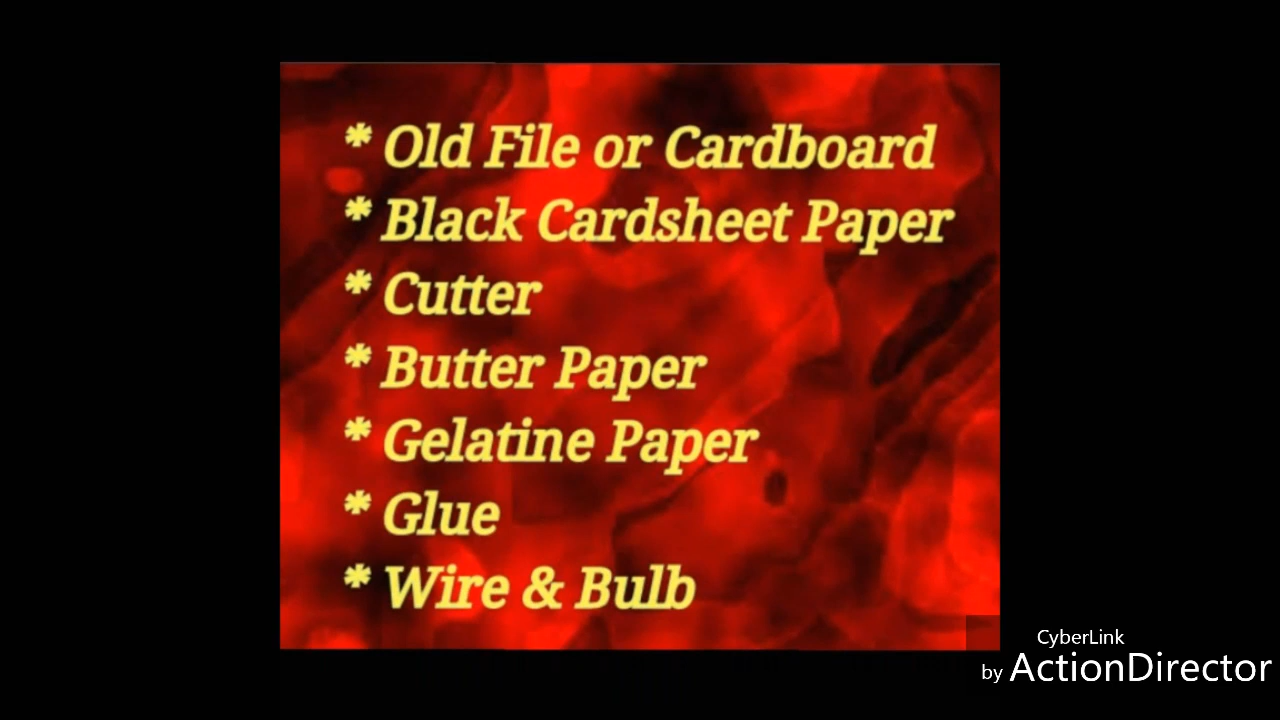 * Old File or Cardboard
* Black Cardsheet Paper
* Cutter
* Butter Paper
* Gelatine Paper
* Glue
* Wire & Bulb
CyberLink
by ActionDirector